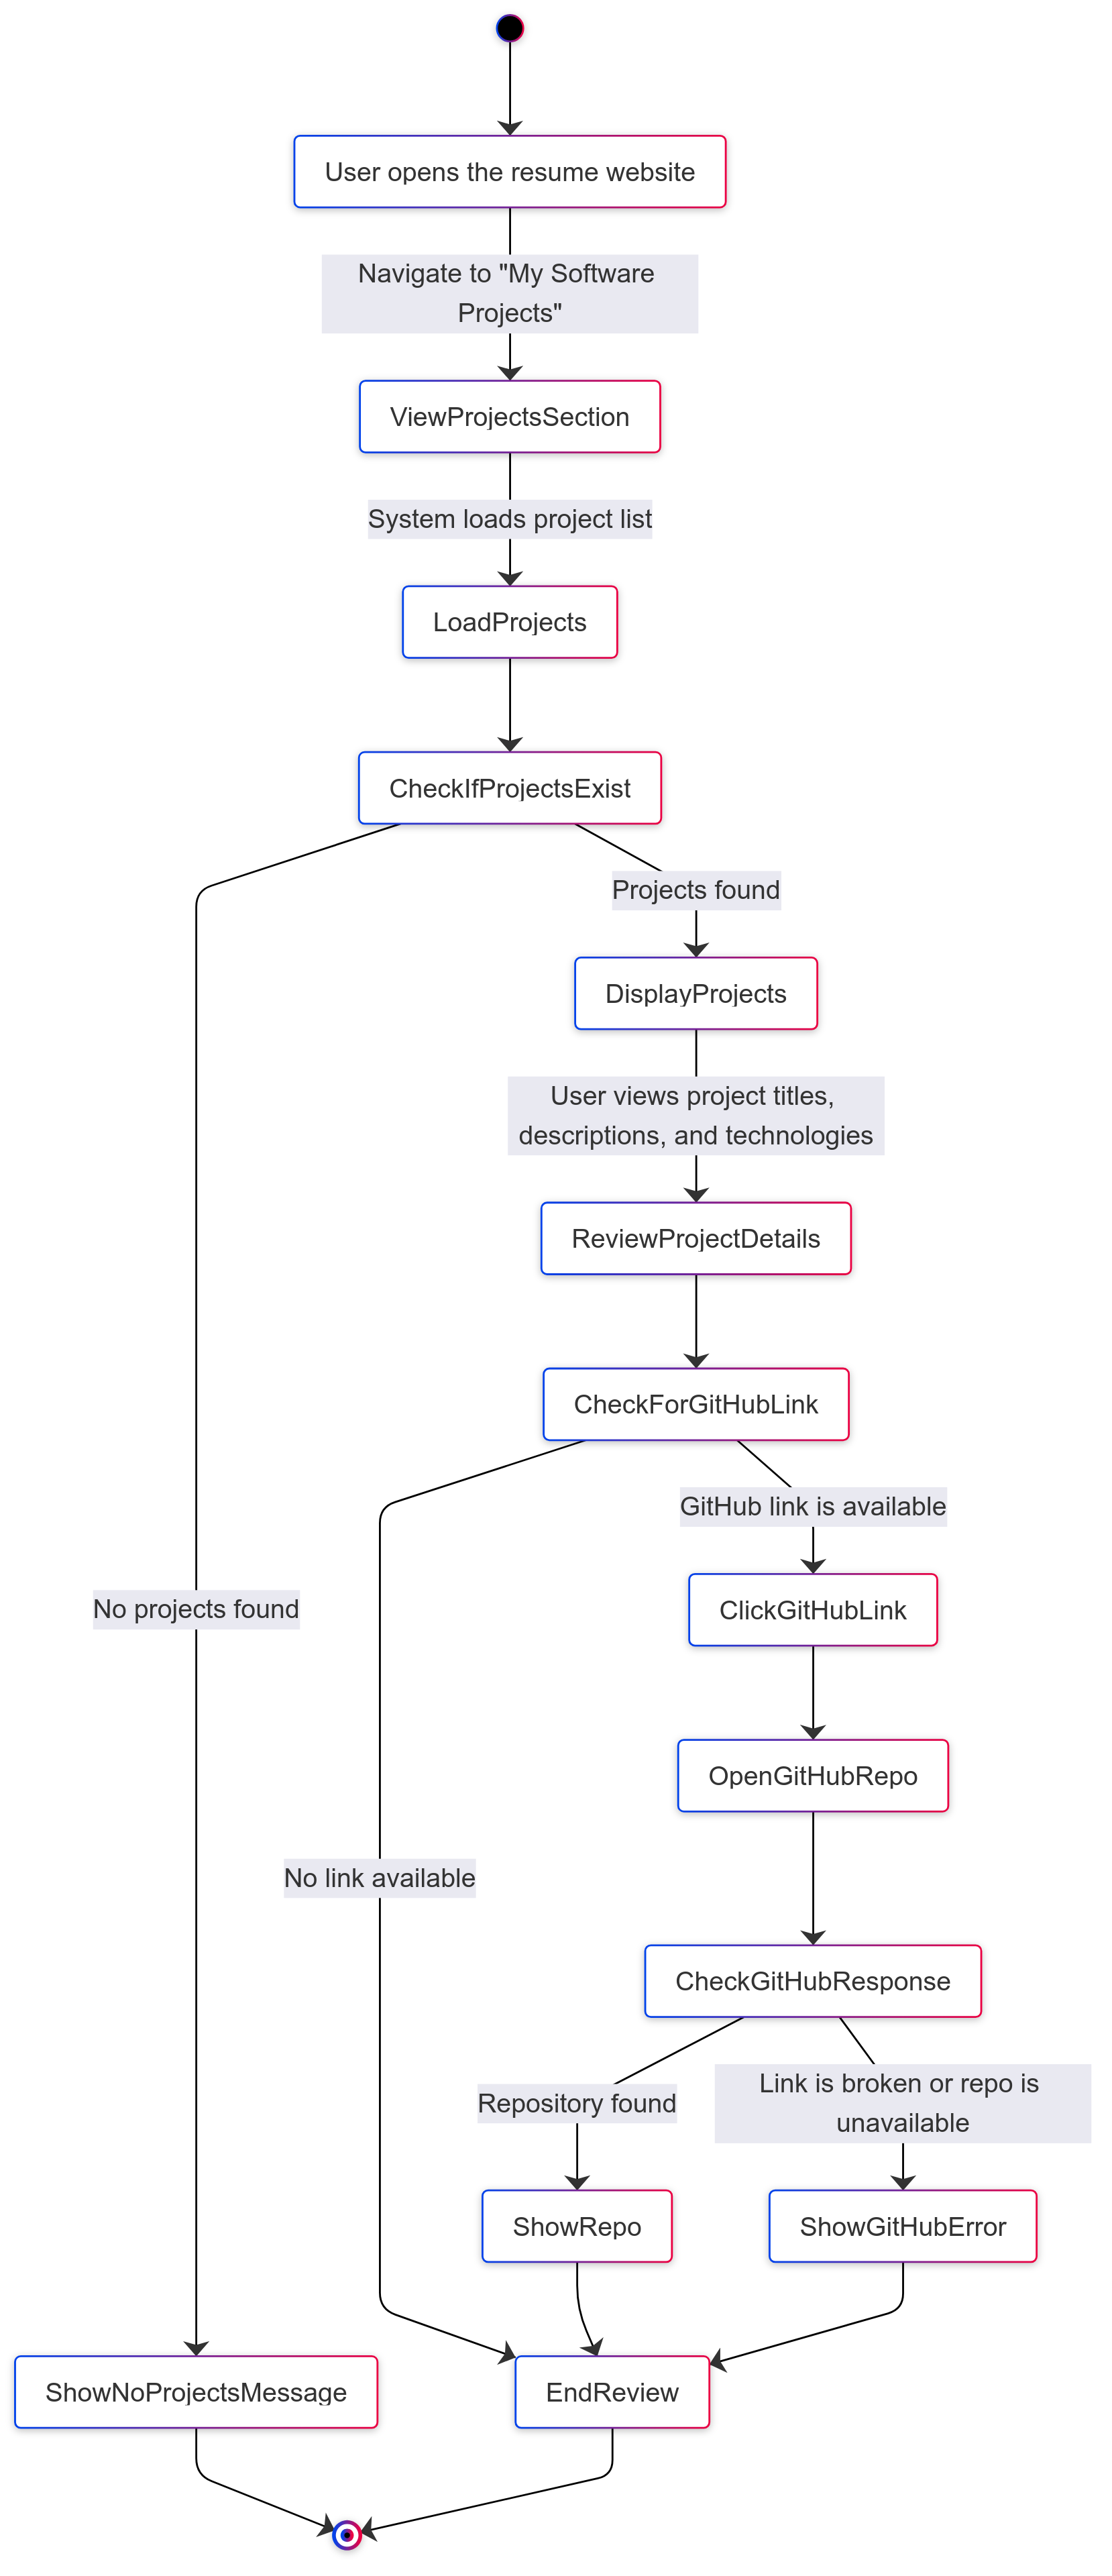 User opens the resume website
Navigate to "My Software
Projects"
ViewProjectsSection
System loads project list
LoadProjects
CheckIfProjectsExist
Projects found
DisplayProjects
User views project titles,
descriptions, and technologies
ReviewProjectDetails
CheckForGitHubLink
GitHub link is available
No projects found
ClickGitHubLink
OpenGitHubRepo
No link available
CheckGitHubResponse
Repository found
Link is broken or repo is
unavailable
ShowRepo
ShowGitHubError
ShowNoProjectsMessage
EndReview